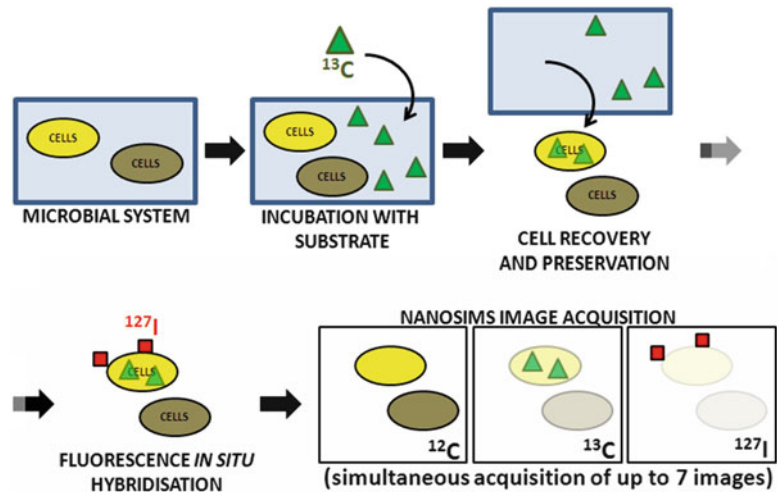 ¹³C
CELLS
CELLS
CELLS
CELLS
CELLS
CELLS
MICROBIAL SYSTEM
INCUBATION WITH
SUBSTRATE
CELL RECOVERY
AND PRESERVATION
¹²⁷I
CELLS
CELLS
FLUORESCENCE IN SITU
HYBRIDISATION
NANOSIMS IMAGE ACQUISITION
¹²C
¹³C
¹²⁷I
(simultaneous acquisition of up to 7 images)